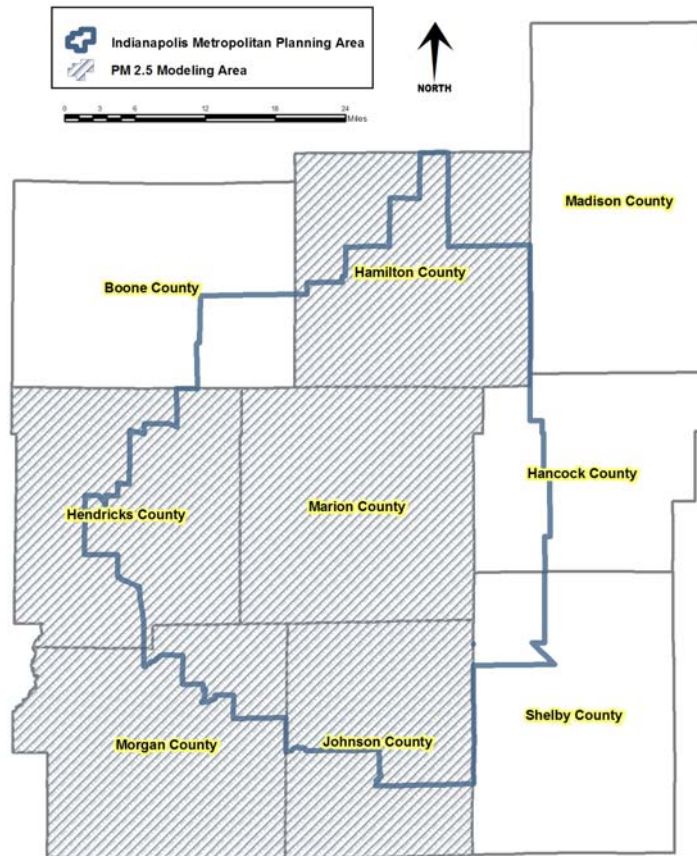 Indianapolis Metropolitan Planning Area
PM 2.5 Modeling Area
NORTH
0 3 6 12 18 24
Miles
Madison County
Boone County
Hamilton County
Hancock County
Hendricks County
Marion County
Shelby County
Morgan County
Johnson County